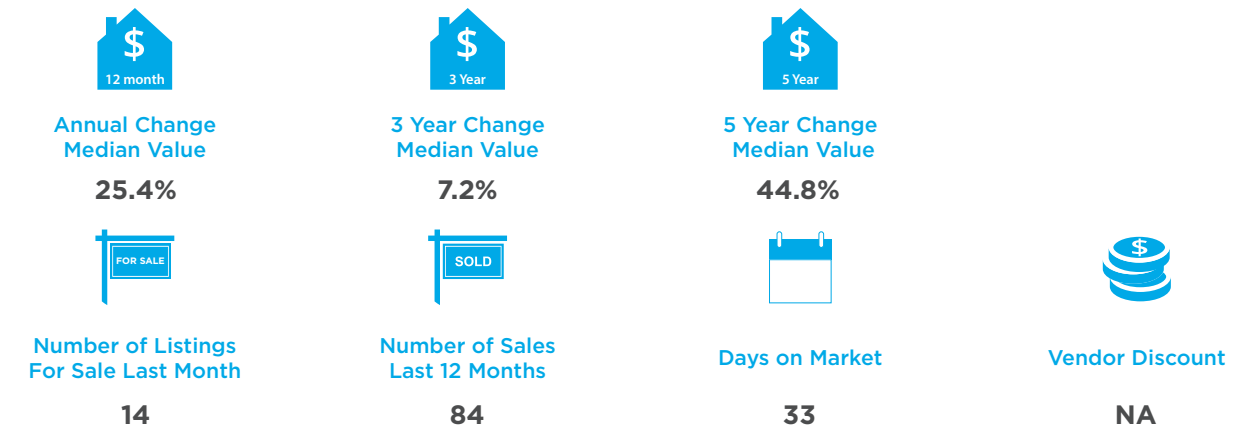 $
12 month
$
3 Year
$
5 Year
Annual Change
Median Value
3 Year Change
Median Value
5 Year Change
Median Value
25.4%
7.2%
44.8%
FOR SALE
SOLD
$
Number of Listings
For Sale Last Month
Number of Sales
Last 12 Months
Days on Market
Vendor Discount
14
84
33
NA